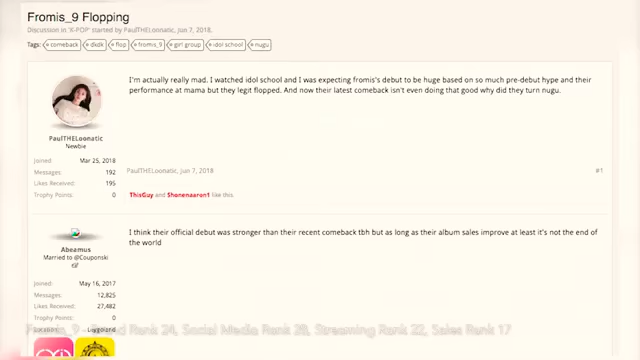 Fromis_9 Flopping
Discussion in 'K-POP' started by PaulTHELoonatic, Jun 7, 2018.
Tags: comeback dkdk flop fromis_9 girl group idol school nugu
I'm actually really mad. I watched idol school and I was expecting fromis's debut to be huge based on so much pre-debut hype and their
performance at mama but they legit flopped. And now their latest comeback isn't even doing that good why did they turn nugu.
PaulTHELoonatic
Newbie
Joined: Mar 25, 2018
Messages: 192
Likes Received: 195
Trophy Points: 0
PaulTHELoonatic, Jun 7, 2018 #1
ThisGuy and Shonenaaron1 like this.
I think their official debut was stronger than their recent comeback tbh but as long as their album sales improve at least it's not the end of
the world
Abeamus
Married to @Couponski
Joined: May 16, 2017
Messages: 12,825
Likes Received: 27,482
Trophy Points: 0
Location: Leggoland
Fromis_9 - Brand Rank 24, Social Media Rank 28, Streaming Rank 22, Sales Rank 17